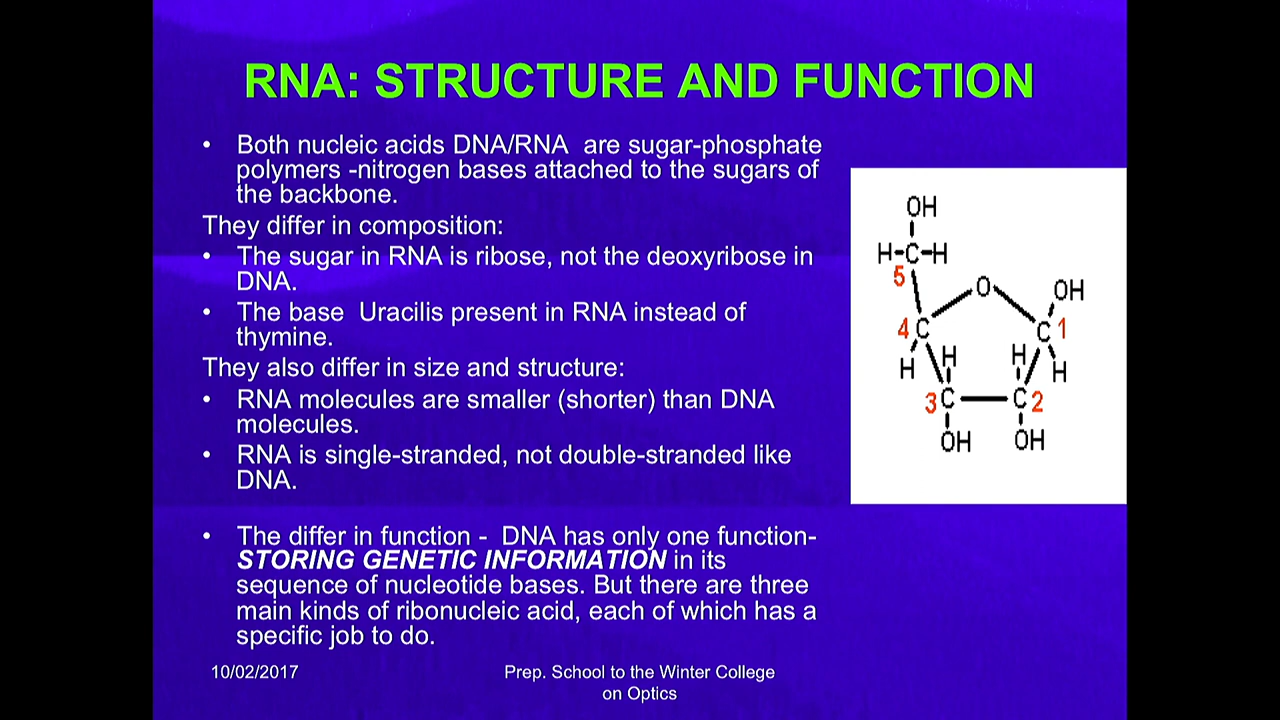 RNA: STRUCTURE AND FUNCTION
• Both nucleic acids DNA/RNA are sugar-phosphate
polymers -nitrogen bases attached to the sugars of
the backbone.
They differ in composition:
• The sugar in RNA is ribose, not the deoxyribose in
DNA.
• The base Uracilis present in RNA instead of
thymine.
They also differ in size and structure:
• RNA molecules are smaller (shorter) than DNA
molecules.
• RNA is single-stranded, not double-stranded like
DNA.
• The differ in function - DNA has only one function-
STORING GENETIC INFORMATION in its
sequence of nucleotide bases. But there are three
main kinds of ribonucleic acid, each of which has a
specific job to do.
OH
H-C-H
5
O
OH
4 C
C 1
H
H
H
H
3 C
C 2
OH
OH
10/02/2017
Prep. School to the Winter College
on Optics